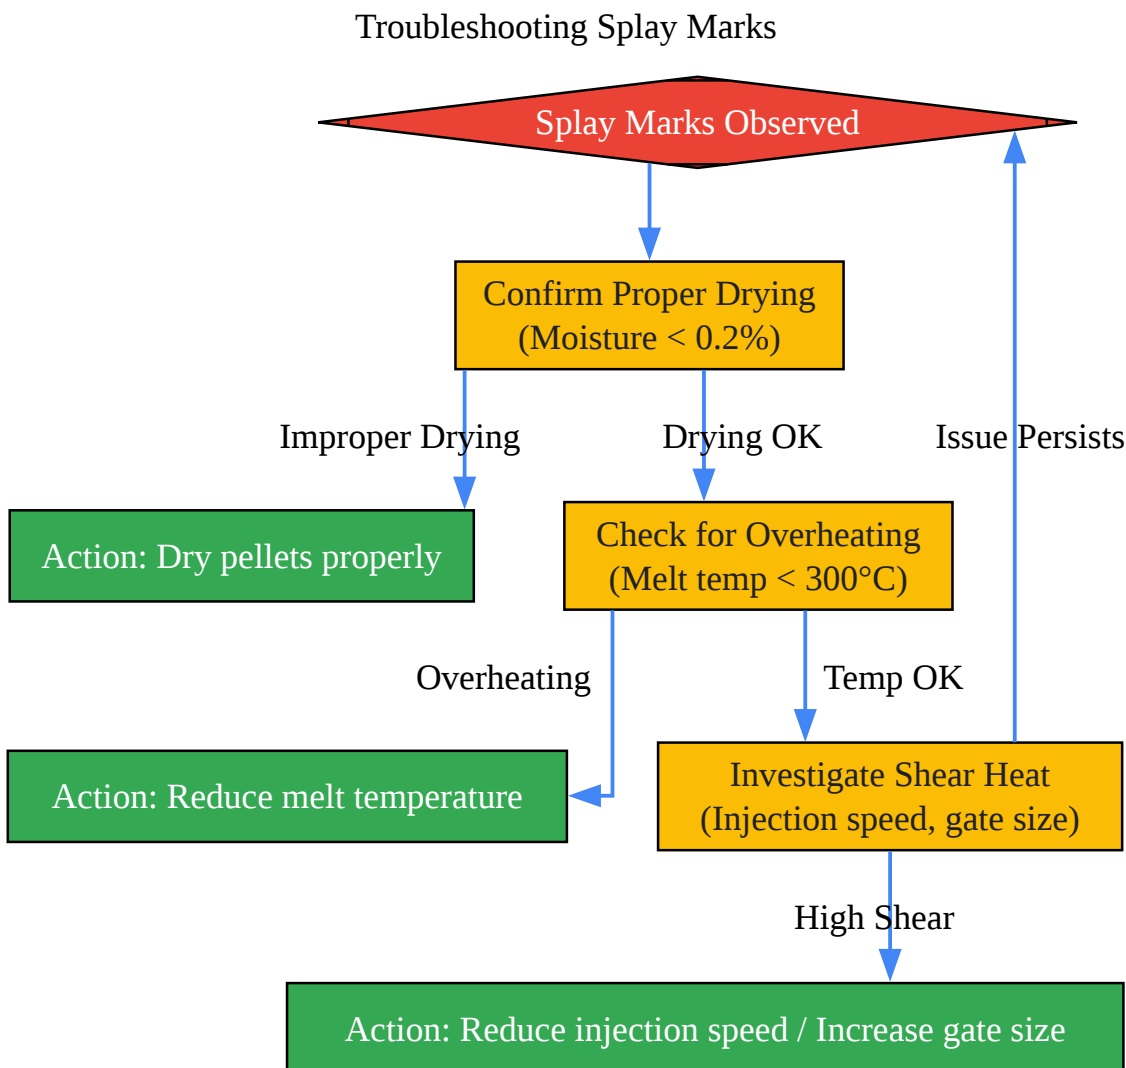 Troubleshooting Splay Marks
Splay Marks Observed
Confirm Proper Drying
(Moisture < 0.2%)
Improper Drying
Drying OK
Issue Persists
Action: Dry pellets properly
Check for Overheating
(Melt temp < 300°C)
Overheating
Temp OK
Action: Reduce melt temperature
Investigate Shear Heat
(Injection speed, gate size)
High Shear
Action: Reduce injection speed / Increase gate size